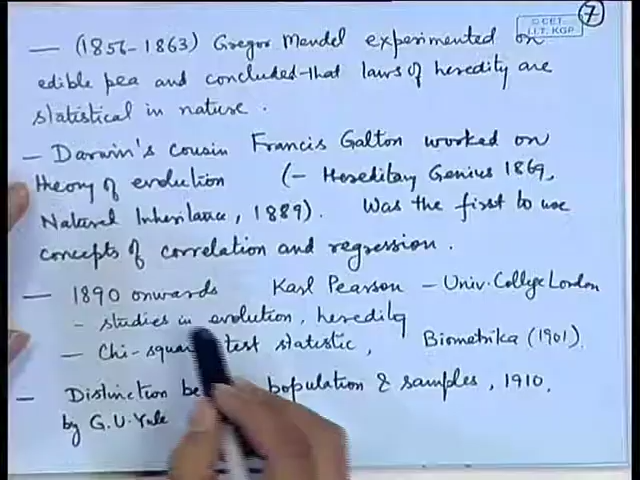 © CET
I.I.T. KGP
7
— (1856-1863) Gregor Mendel experimented on
edible pea and concluded that laws of heredity are
statistical in nature.
— Darwin's cousin Francis Galton worked on
theory of evolution (- Hereditary Genius 1869,
Natural Inheritance, 1889). Was the first to use
concepts of correlation and regression.
— 1890 onwards Karl Pearson - Univ. College London
- studies in evolution, heredity
— Chi-square test statistic, Biometrika (1901).
— Distinction be population & samples, 1910,
by G.U. Yule